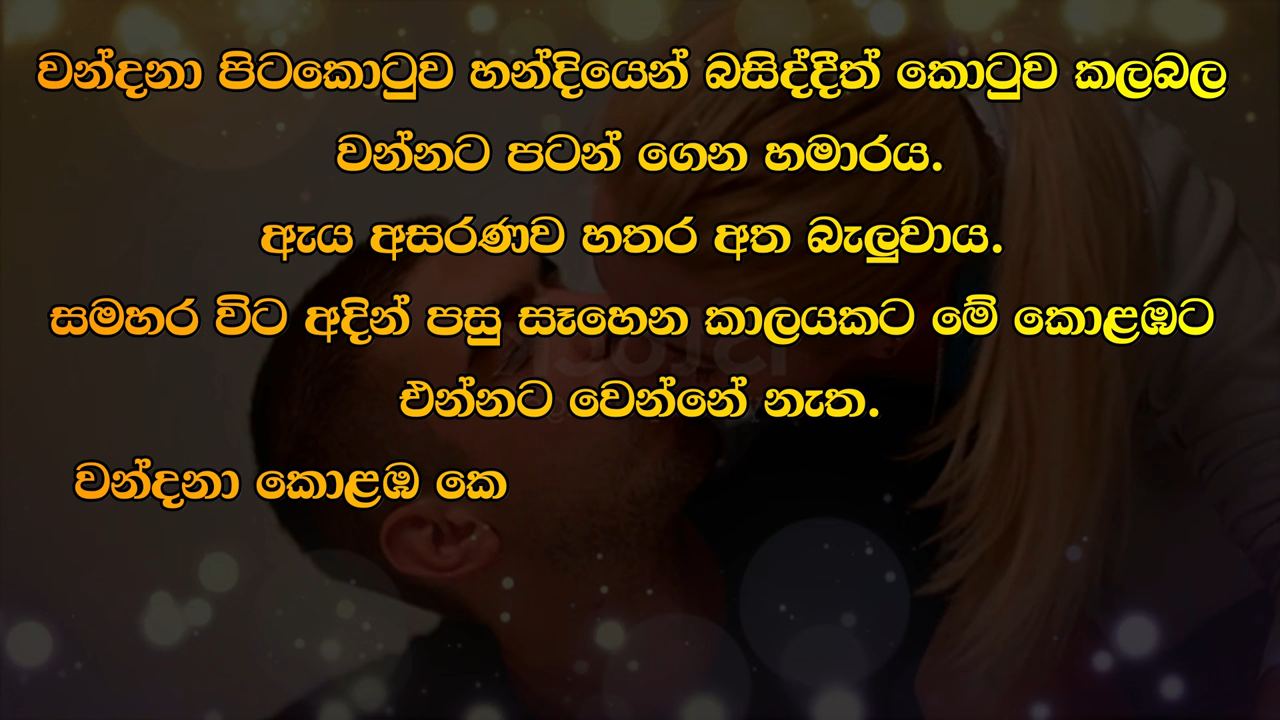 වන්දනා පිටකොටුව හන්දියෙන් බසිද්දීත් කොටුව කලබල
වන්නට පටන් ගෙන හමාරය.
ඇය අසරණව හතර අත බැලුවාය.
සමහර විට අදින් පසු සෑහෙන කාලයකට මේ කොළඹට
එන්නට වෙන්නේ නැත.
වන්දනා කොළඹ කෙ